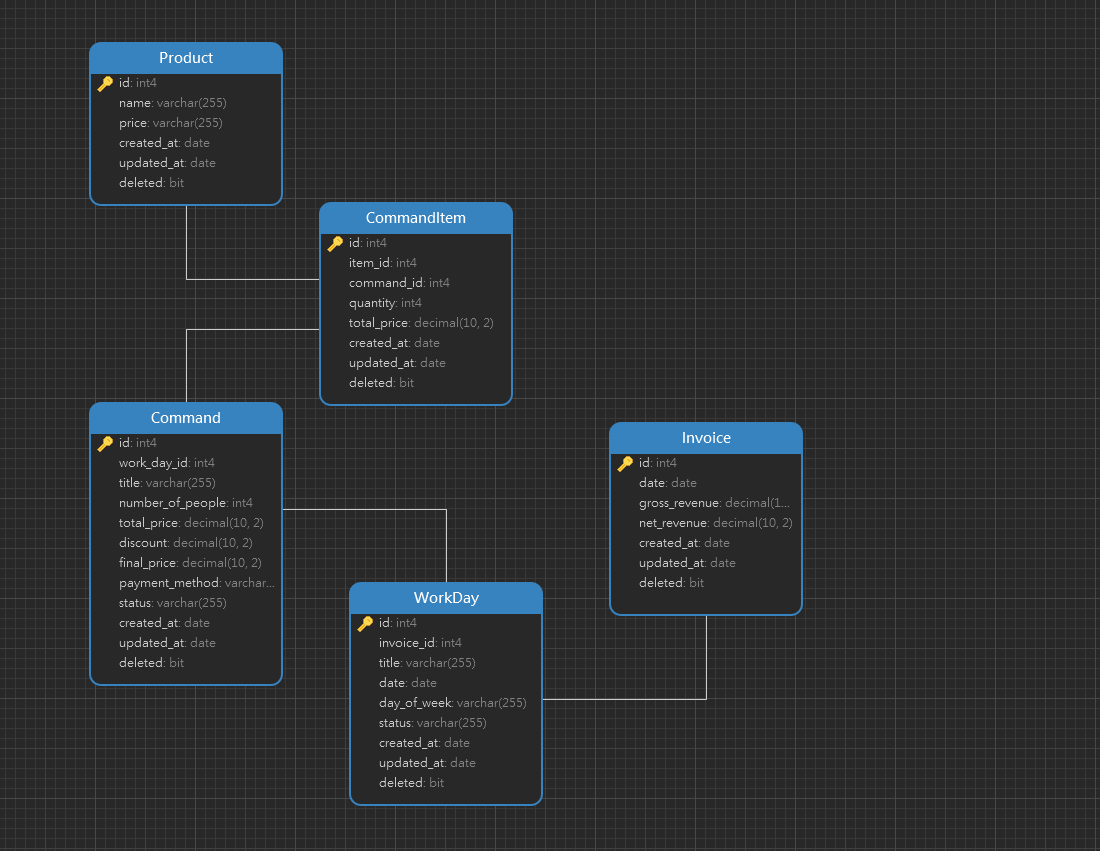 Product
id: int4
name: varchar(255)
price: varchar(255)
created_at: date
updated_at: date
deleted: bit
CommandItem
id: int4
item_id: int4
command_id: int4
quantity: int4
total_price: decimal(10, 2)
created_at: date
updated_at: date
deleted: bit
Command
id: int4
work_day_id: int4
title: varchar(255)
number_of_people: int4
total_price: decimal(10, 2)
discount: decimal(10, 2)
final_price: decimal(10, 2)
payment_method: varchar...
status: varchar(255)
created_at: date
updated_at: date
deleted: bit
Invoice
id: int4
date: date
gross_revenue: decimal(1...
net_revenue: decimal(10, 2)
created_at: date
updated_at: date
deleted: bit
WorkDay
id: int4
invoice_id: int4
title: varchar(255)
date: date
day_of_week: varchar(255)
status: varchar(255)
created_at: date
updated_at: date
deleted: bit